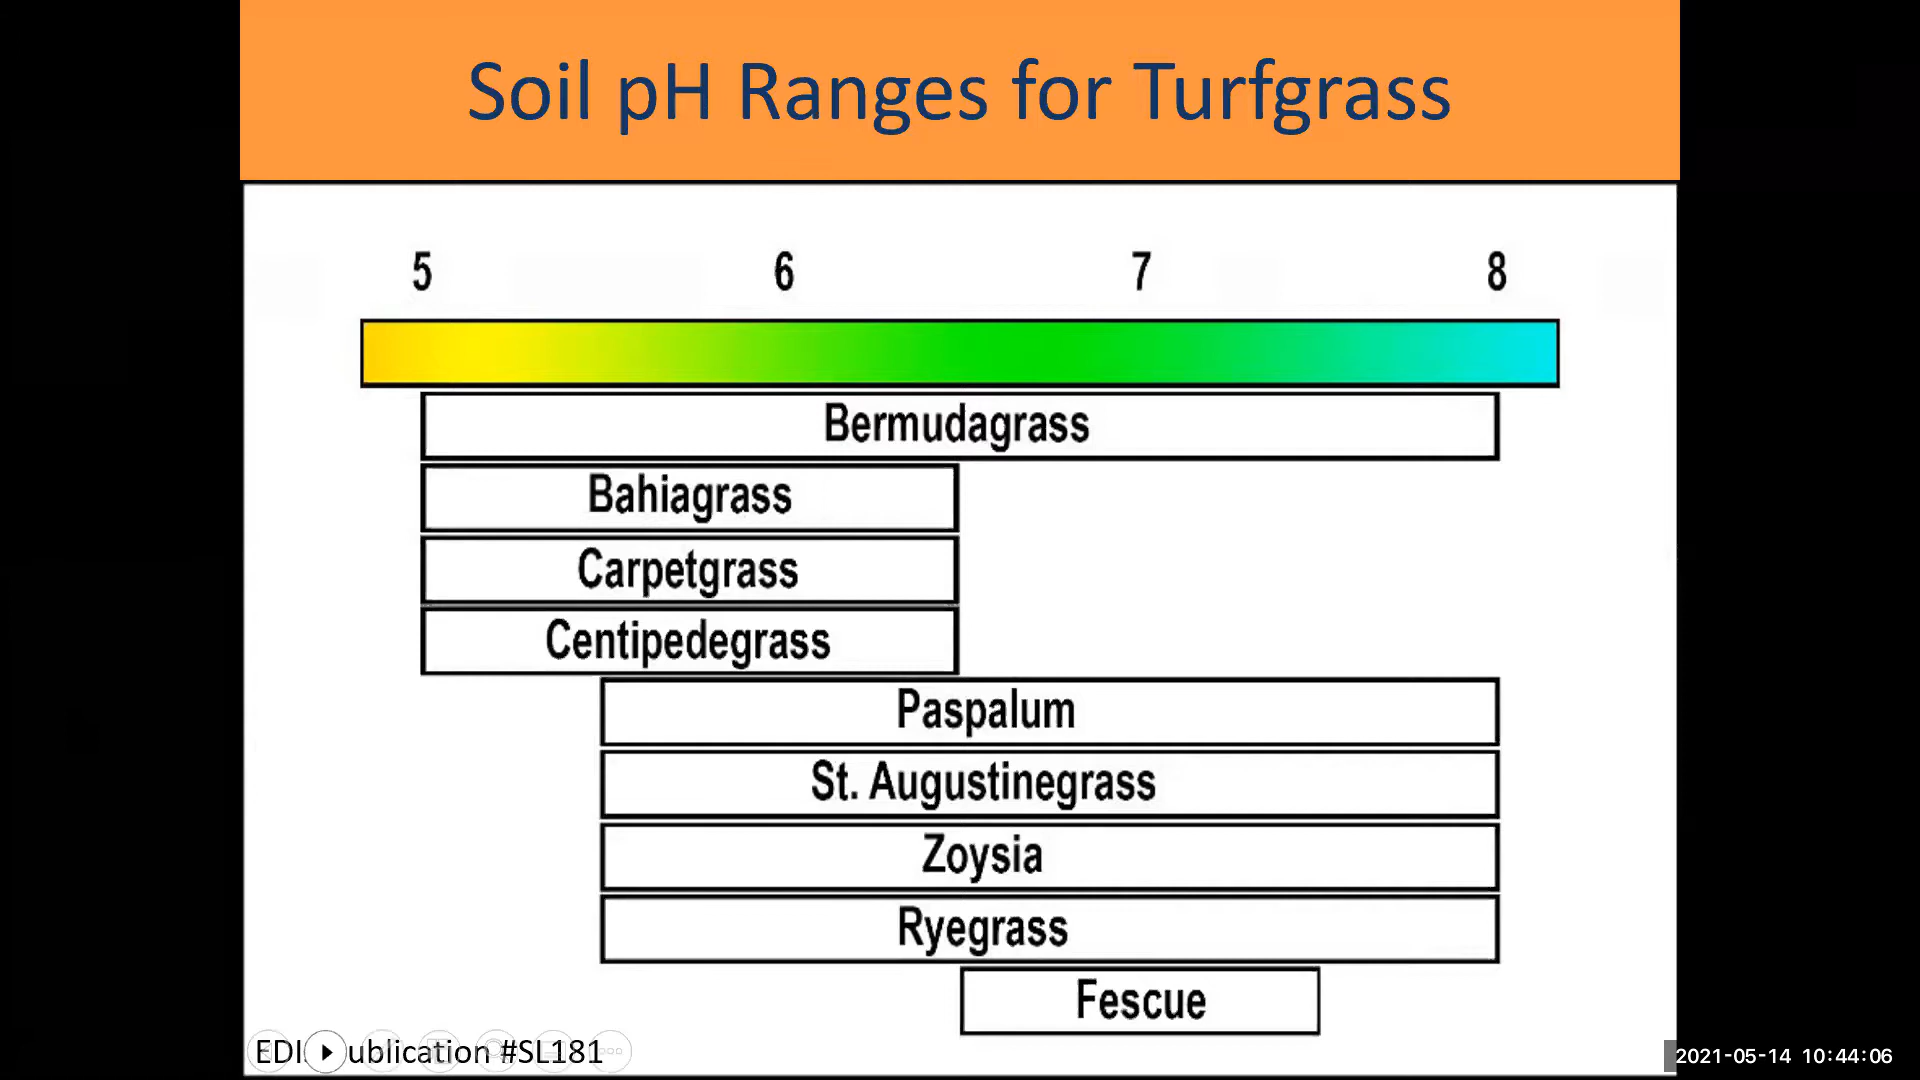 Soil pH Ranges for Turfgrass
5 6 7 8
Bermudagrass
Bahiagrass
Carpetgrass
Centipedegrass
Paspalum
St. Augustinegrass
Zoysia
Ryegrass
Fescue
#SL181
2021-05-14 10:44:06